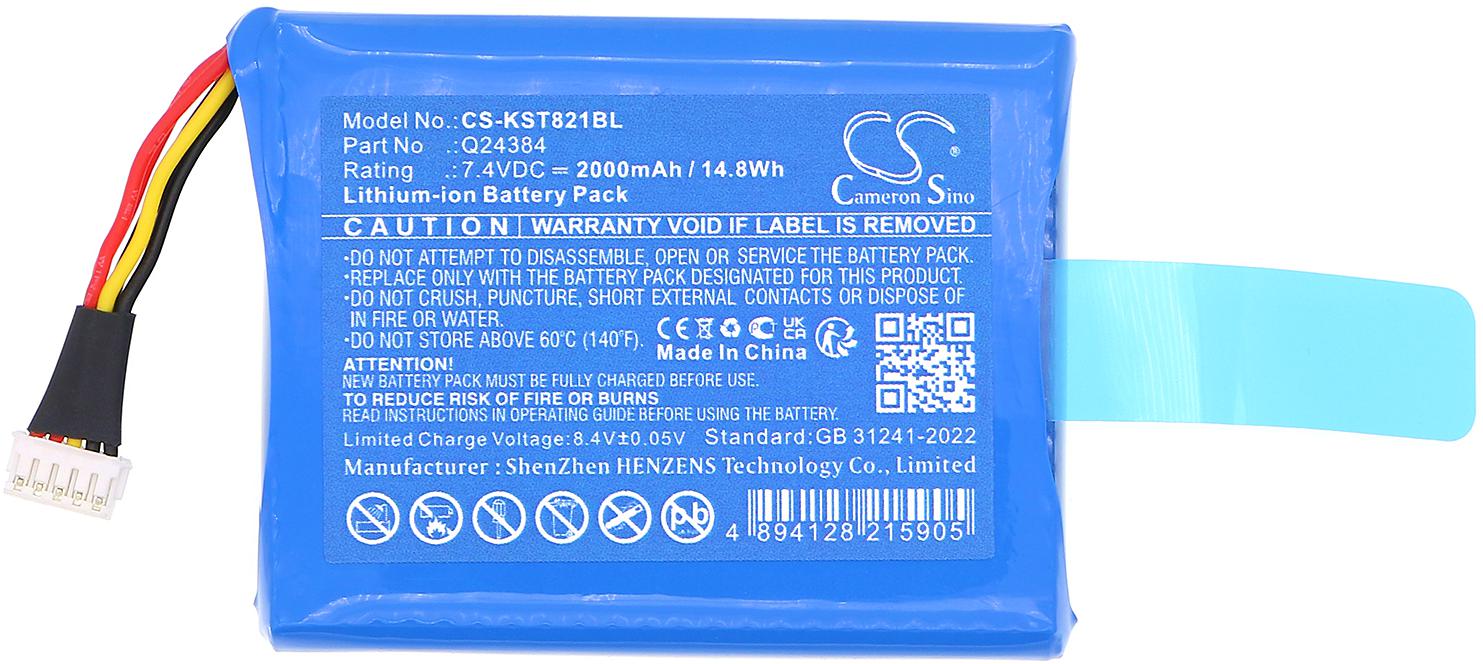 Model No.:CS-KST821BL
Part No .:Q24384
Rating .:7.4VDC ⎓ 2000mAh / 14.8Wh
Lithium-ion Battery Pack
CS ®
Cameron Sino
CAUTION | WARRANTY VOID IF LABEL IS REMOVED
•DO NOT ATTEMPT TO DISASSEMBLE, OPEN OR SERVICE THE BATTERY PACK.
•REPLACE ONLY WITH THE BATTERY PACK DESIGNATED FOR THIS PRODUCT.
•DO NOT CRUSH, PUNCTURE, SHORT EXTERNAL CONTACTS OR DISPOSE OF
IN FIRE OR WATER.
•DO NOT STORE ABOVE 60°C (140°F).
CE UK CA
Made In China
ATTENTION!
NEW BATTERY PACK MUST BE FULLY CHARGED BEFORE USE.
TO REDUCE RISK OF FIRE OR BURNS
READ INSTRUCTIONS IN OPERATING GUIDE BEFORE USING THE BATTERY.
Limited Charge Voltage:8.4V±0.05V Standard:GB 31241-2022
Manufacturer : ShenZhen HENZENS Technology Co., Limited
pb
4 894128 215905